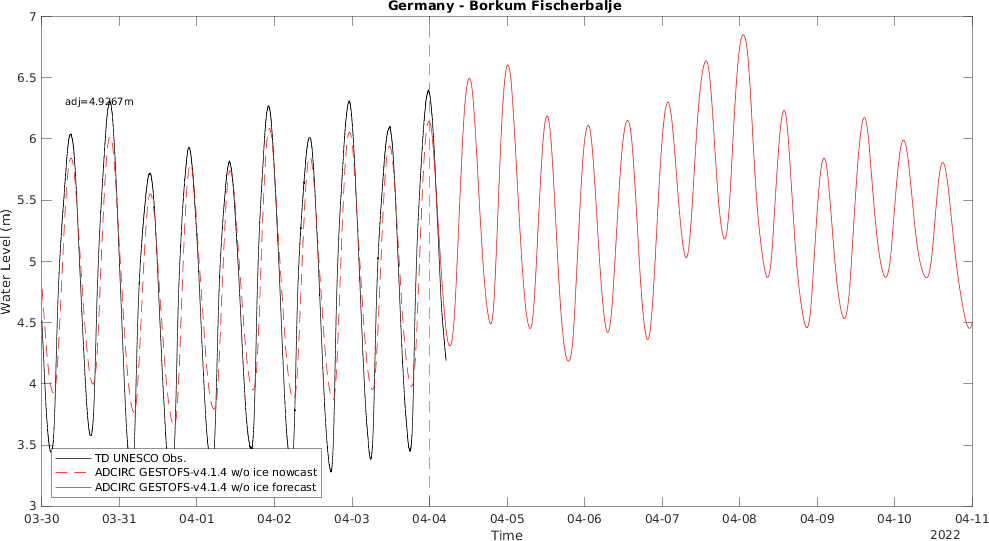 Germany - Borkum Fischerbalje
7
6.5
adj=4.9267m
6
5.5
5
4.5
4
3.5
3
Water Level (m)
TD UNESCO Obs.
ADCIRC GESTOFS-v4.1.4 w/o ice nowcast
ADCIRC GESTOFS-v4.1.4 w/o ice forecast
03-30 03-31 04-01 04-02 04-03 04-04 04-05 04-06 04-07 04-08 04-09 04-10 04-11
Time
2022